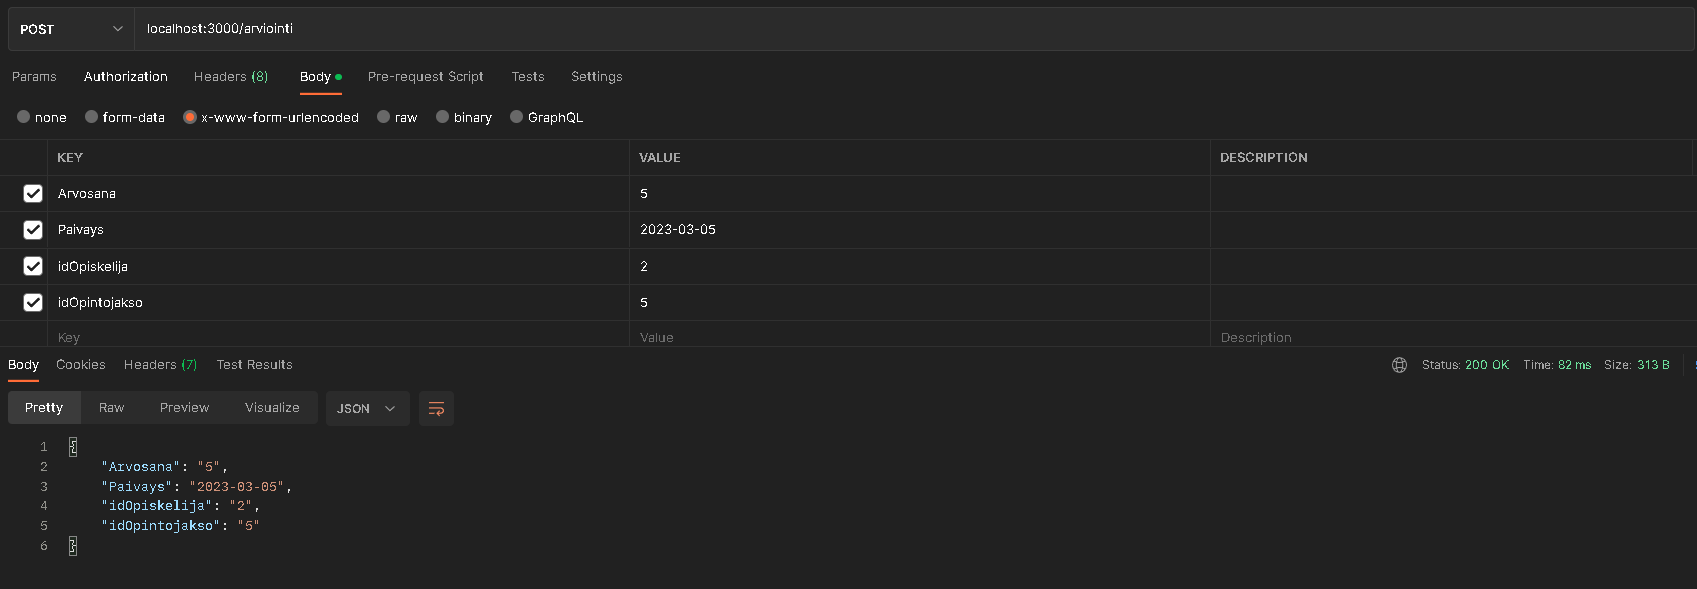 POST localhost:3000/arviointi
Params Authorization Headers (8) Body Pre-request Script Tests Settings
none form-data x-www-form-urlencoded raw binary GraphQL
KEY VALUE DESCRIPTION
Arvosana 5
Paivays 2023-03-05
idOpiskelija 2
idOpintojakso 5
Key Value Description
Body Cookies Headers (7) Test Results Status: 200 OK Time: 82 ms Size: 313 B
Pretty Raw Preview Visualize JSON
1 {
2 "Arvosana": "5",
3 "Paivays": "2023-03-05",
4 "idOpiskelija": "2",
5 "idOpintojakso": "5"
6 }